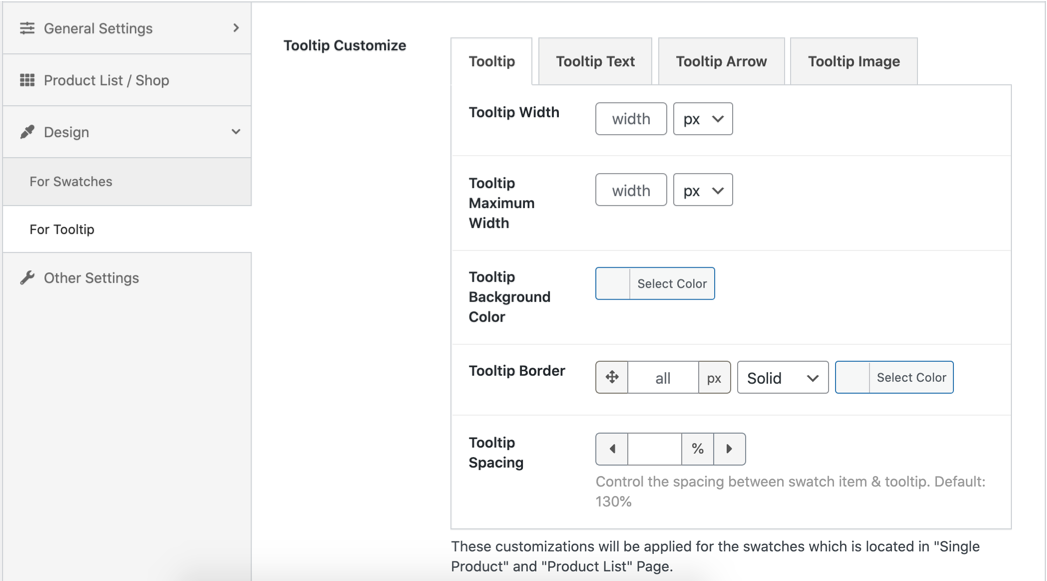 General Settings
Product List / Shop
Design
For Swatches
For Tooltip
Other Settings
Tooltip Customize
Tooltip
Tooltip Text
Tooltip Arrow
Tooltip Image
Tooltip Width
width
px
Tooltip
Maximum
Width
width
px
Tooltip
Background
Color
Select Color
Tooltip Border
all
px
Solid
Select Color
Tooltip
Spacing
%
Control the spacing between swatch item & tooltip. Default:
130%
These customizations will be applied for the swatches which is located in "Single
Product" and "Product List" Page.